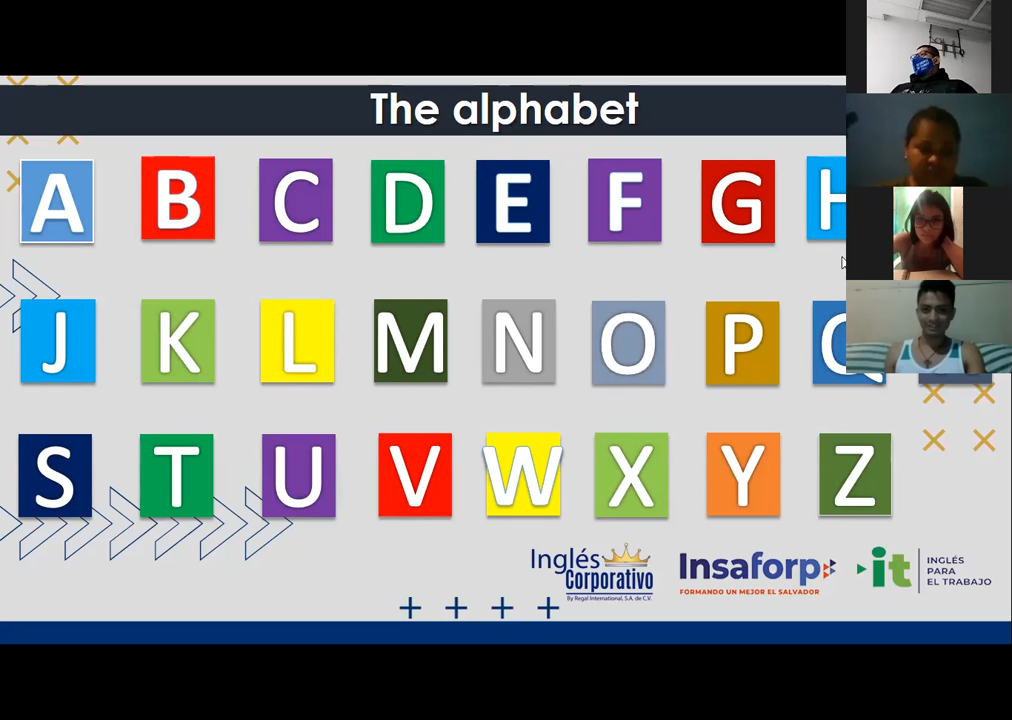 The alphabet
A B C D E F G H
J K L M N O P Q
S T U V W X Y Z
Inglés
Corporativo
By Regal International, S.A. de C.V.
Insaforp
FORMANDO UN MEJOR EL SALVADOR
it
INGLÉS
PARA
EL TRABAJO